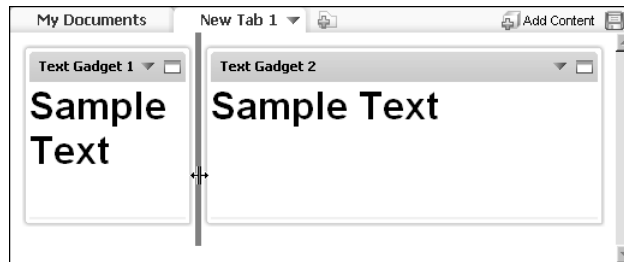 My Documents New Tab 1 Add Content
Text Gadget 1 Text Gadget 2
Sample Sample Text
Text